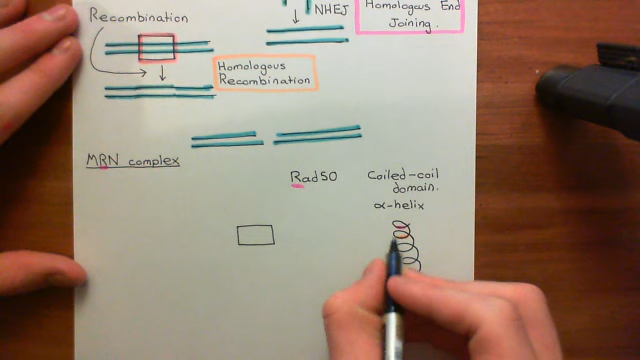 Recombination
NHEJ
Homologous End
Joining.
Homologous
Recombination
MRN complex
Rad50
Coiled-coil
domain.
α-helix